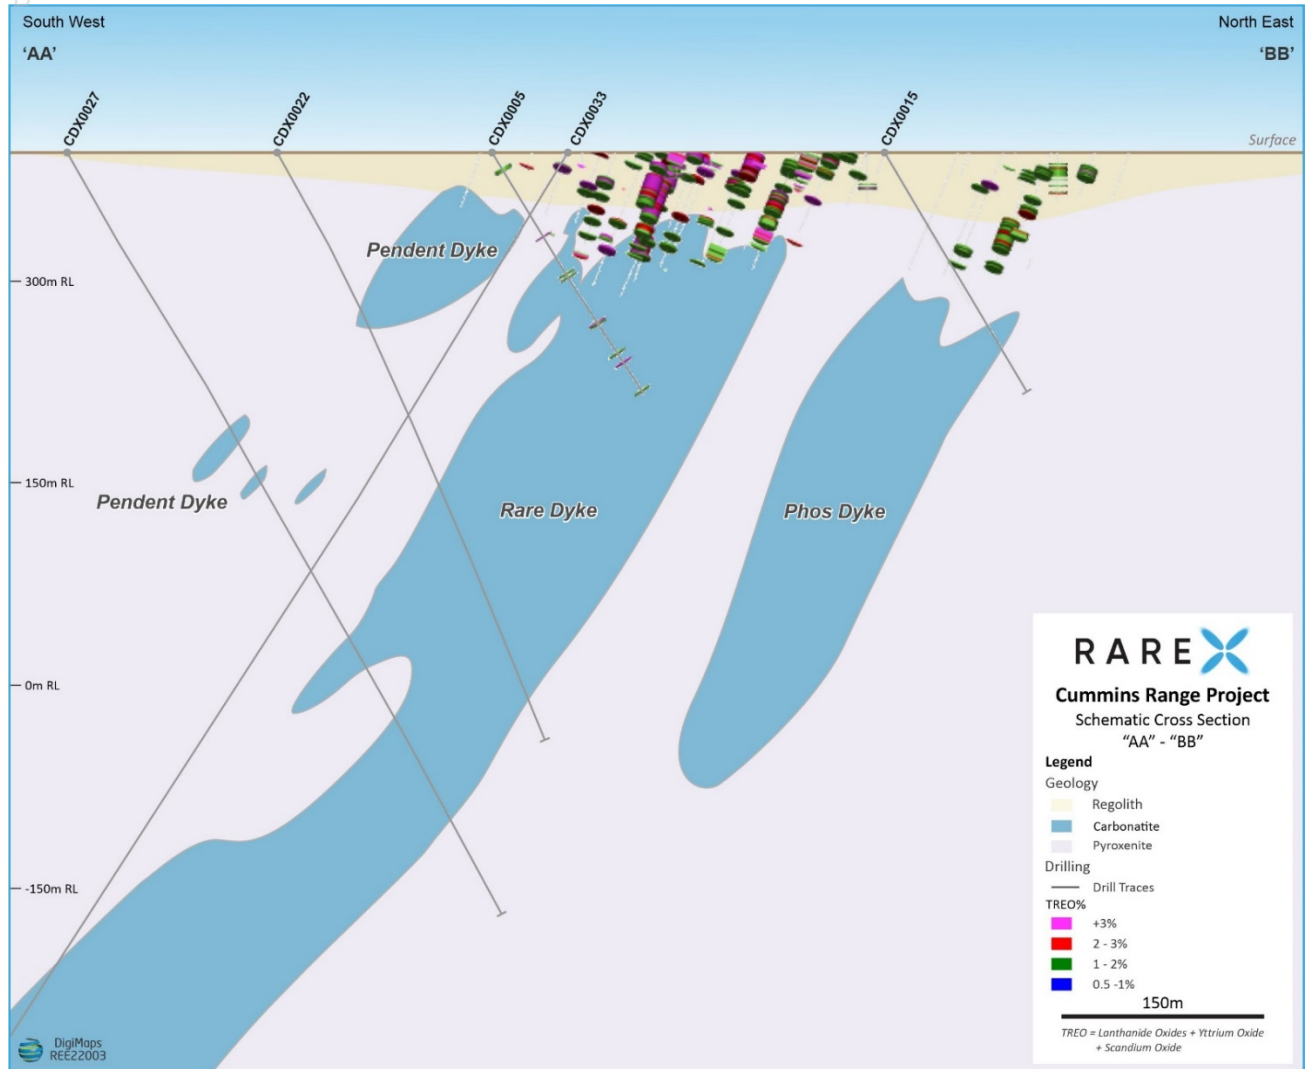 South West
North East
‘AA’
‘BB’
CDX0027
CDX0022
CDX0005
CDX0033
CDX0015
Surface
Pendent Dyke
300m RL
150m RL
Pendent Dyke
Rare Dyke
Phos Dyke
0m RL
-150m RL
RAREX
Cummins Range Project
Schematic Cross Section
“AA” - “BB”
Legend
Geology
Regolith
Carbonatite
Pyroxenite
Drilling
Drill Traces
TREO%
+3%
2 - 3%
1 - 2%
0.5 -1%
150m
TREO = Lanthanide Oxides + Yttrium Oxide
+ Scandium Oxide
DigiMaps
REE22003